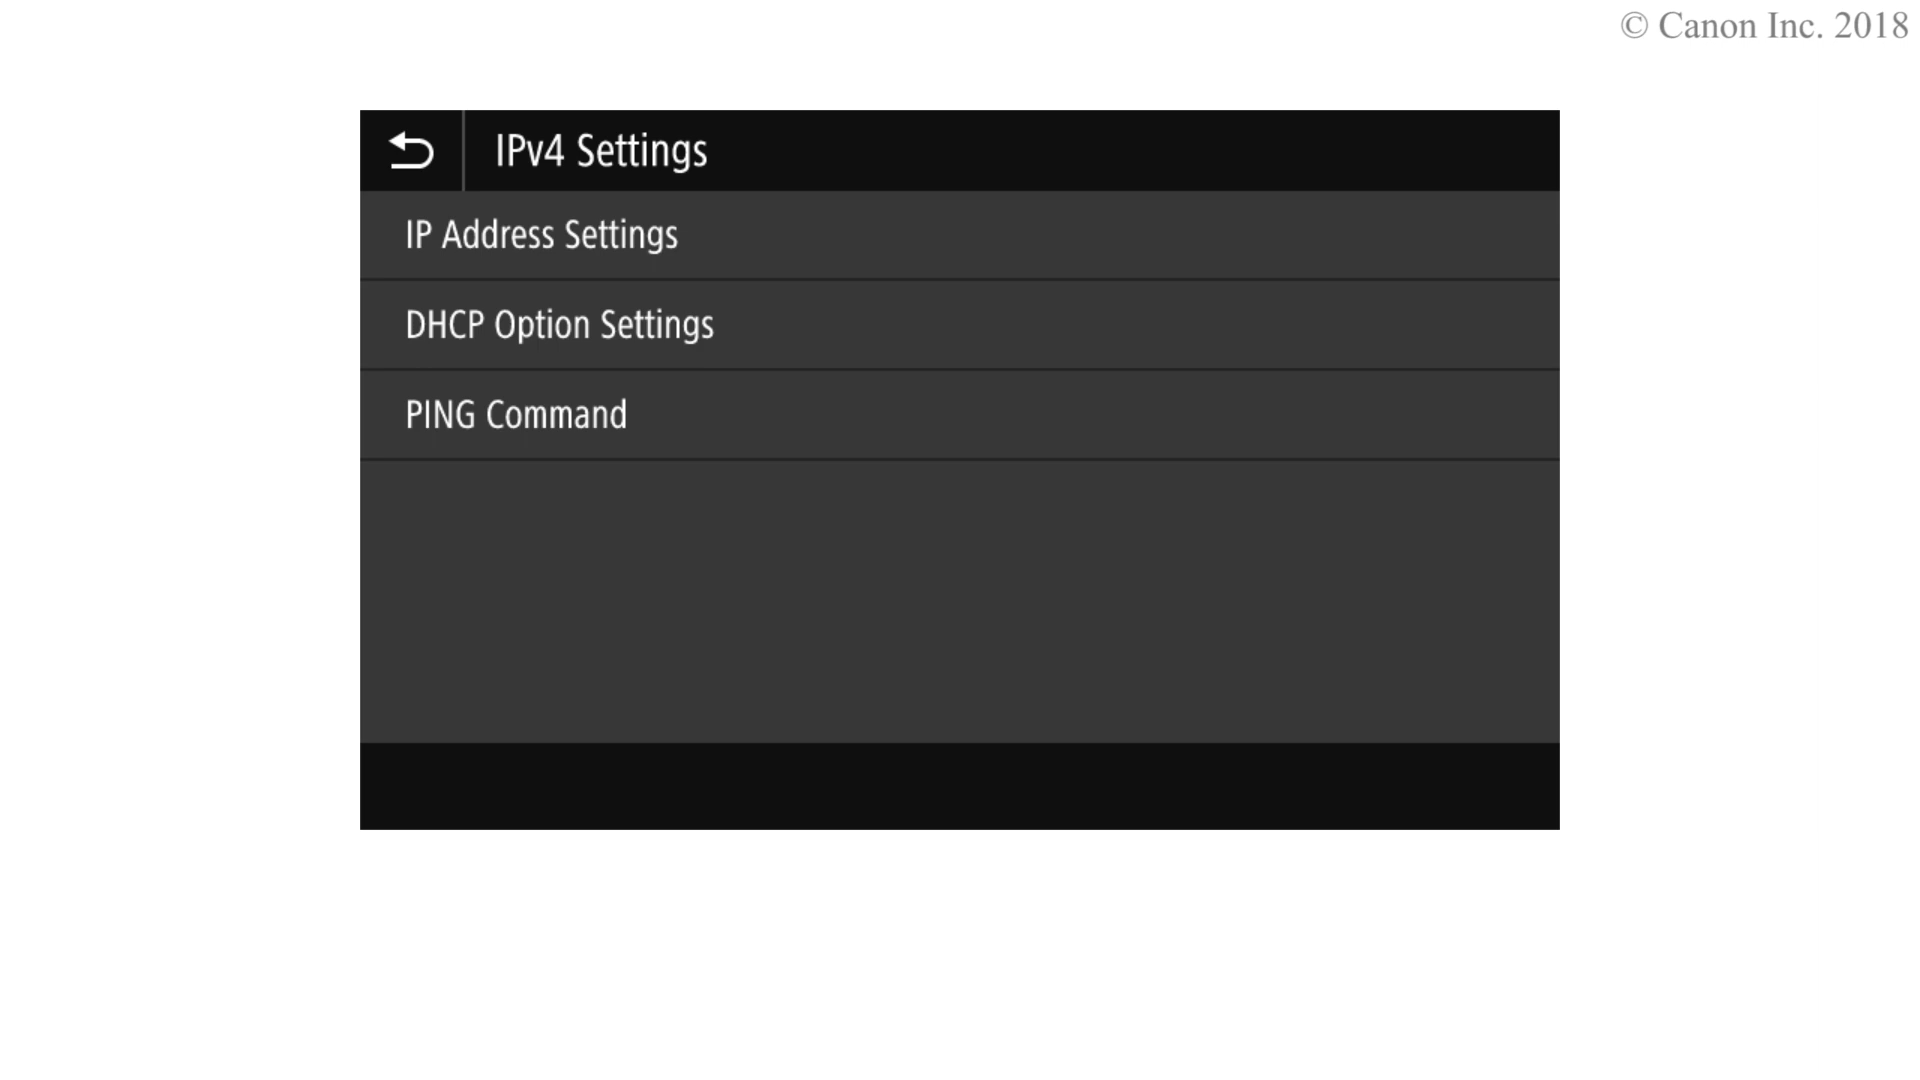 © Canon Inc. 2018
IPv4 Settings
IP Address Settings
DHCP Option Settings
PING Command